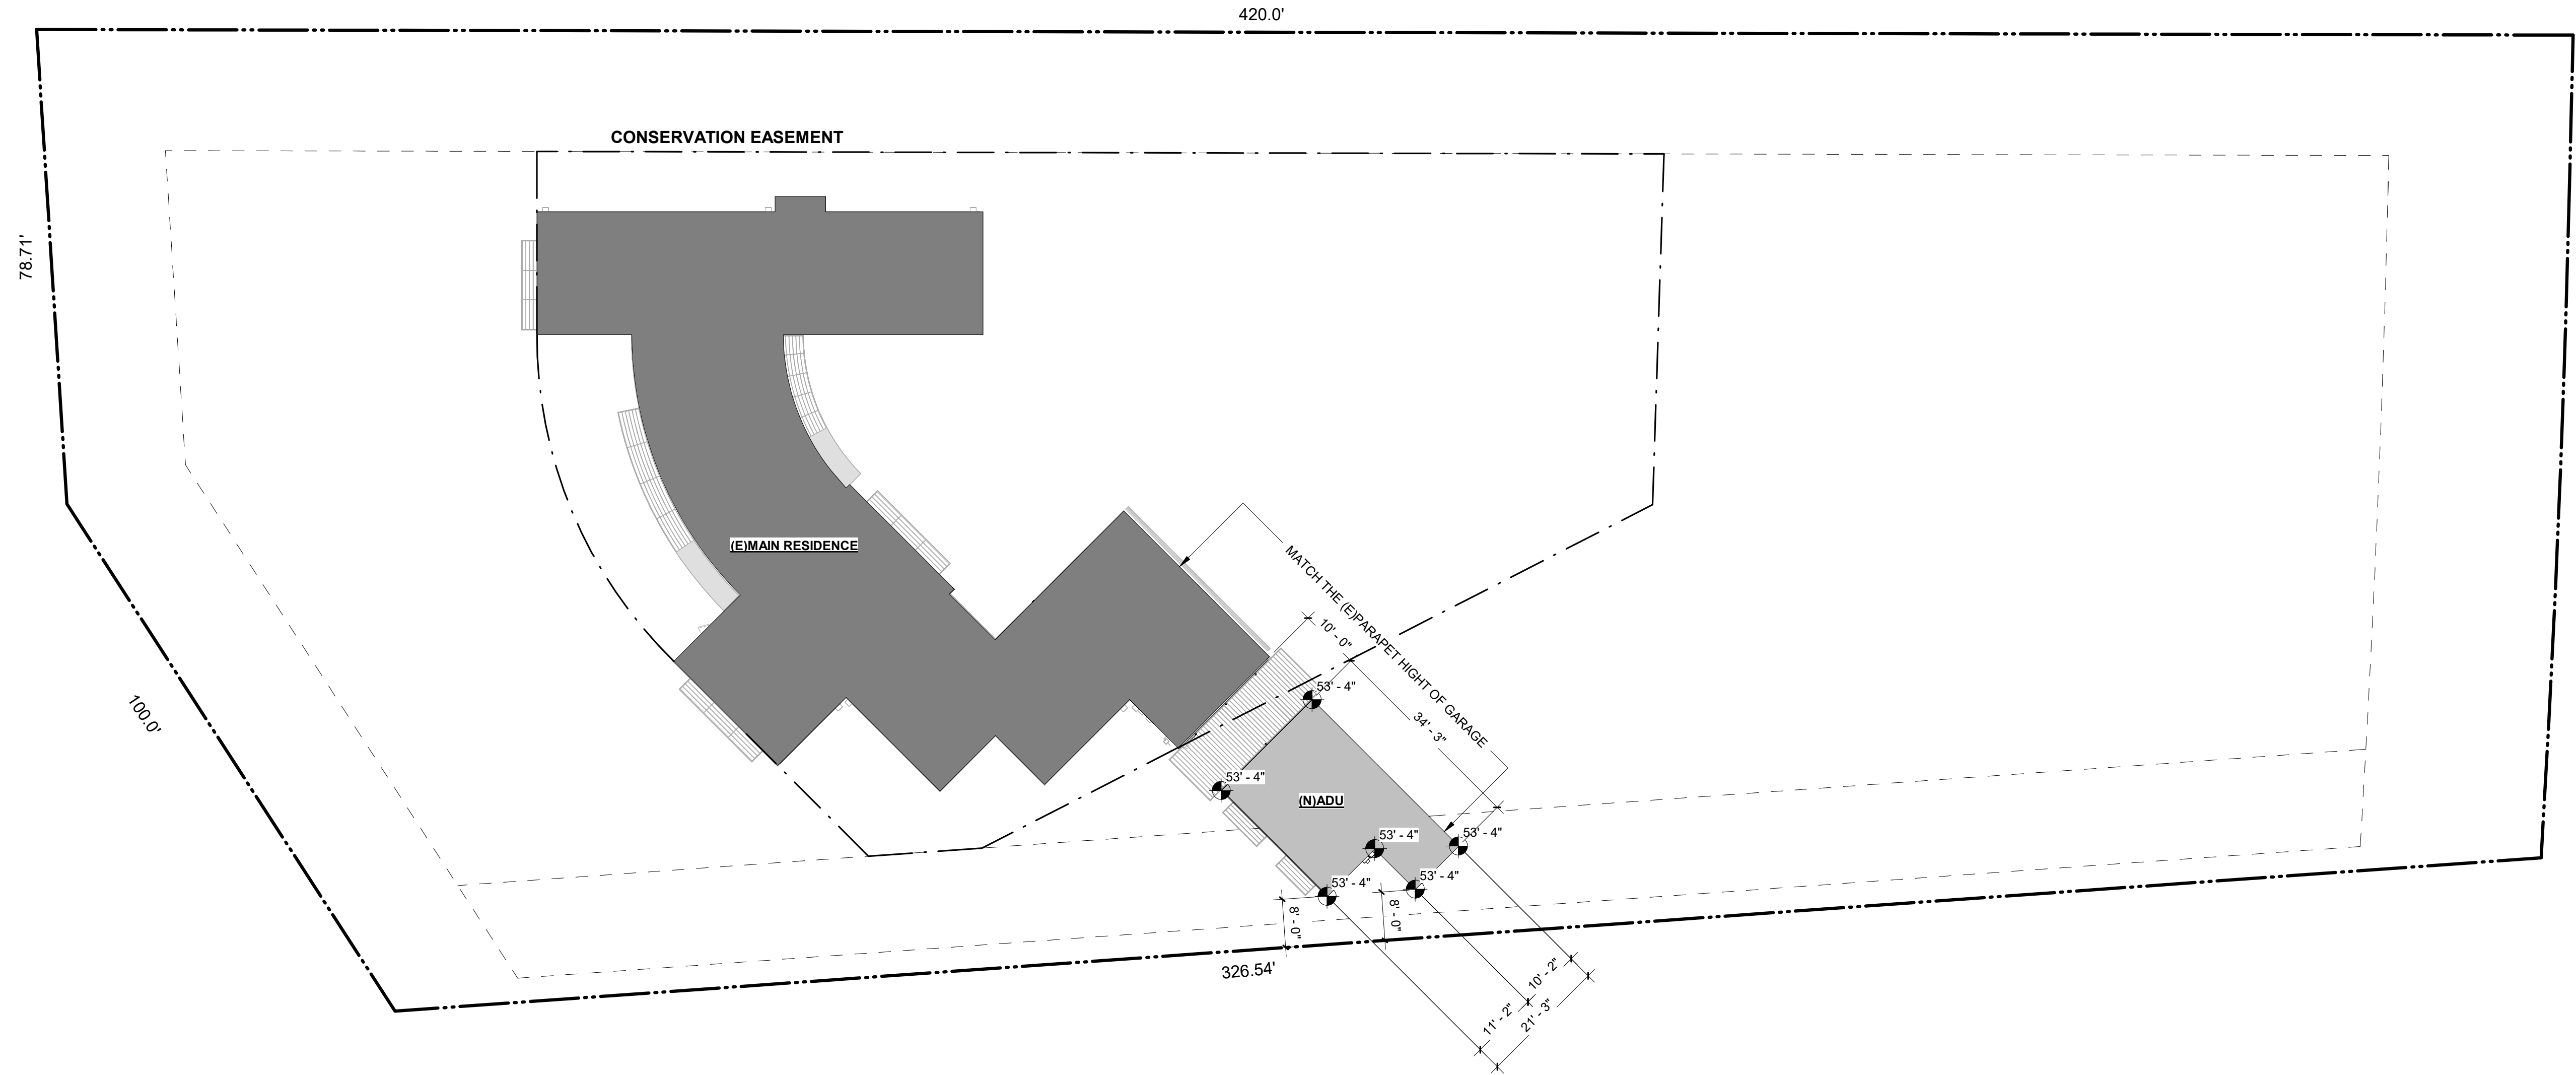 420.0'
CONSERVATION EASEMENT
78.71'
(E)MAIN RESIDENCE
MATCH THE (E)PARAPET HIGHT OF GARAGE
10' - 0"
53' - 4"
34' - 3"
53' - 4"
(N)ADU
53' - 4"
53' - 4"
53' - 4"
53' - 4"
100.0'
8' - 0"
8' - 0"
326.54'
10' - 2"
11' - 2"
21' - 3"